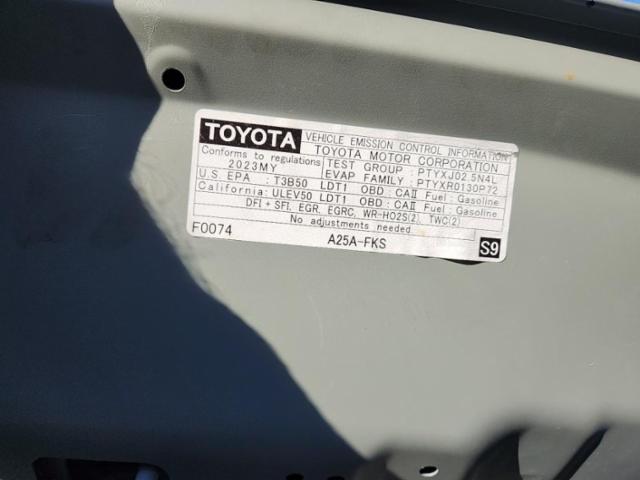 TOYOTA VEHICLE EMISSION CONTROL INFORMATION
TOYOTA MOTOR CORPORATION
Conforms to regulations TEST GROUP : PTYXJ02.5N4L
2023MY EVAP FAMILY : PTYXR0130P72
U.S. EPA : T3B50 LDT1 OBD : CAII Fuel : Gasoline
California: ULEV50 LDT1 OBD : CAII Fuel : Gasoline
DFI + SFI, EGR, EGRC, WR-HO2S(2), TWC(2)
No adjustments needed
F0074 A25A-FKS S9